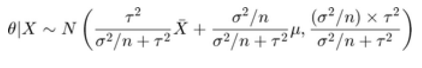 θ|X ∼ N ( τ²/(σ²/n + τ²) X̄ + (σ²/n)/(σ²/n + τ²) μ, ((σ²/n) × τ²)/(σ²/n + τ²) )